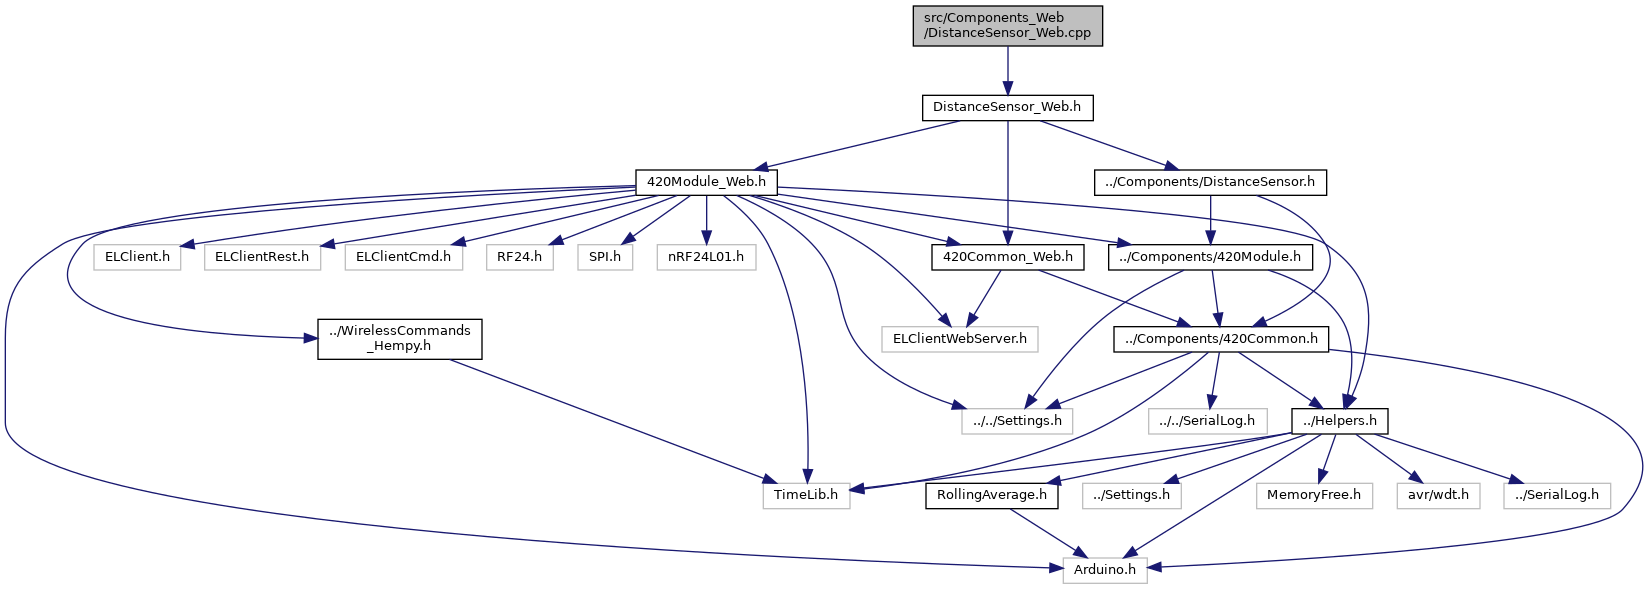 src/Components_Web
/DistanceSensor_Web.cpp
DistanceSensor_Web.h
420Module_Web.h
../Components/DistanceSensor.h
ELClient.h
ELClientRest.h
ELClientCmd.h
RF24.h
SPI.h
nRF24L01.h
420Common_Web.h
../Components/420Module.h
../WirelessCommands
_Hempy.h
ELClientWebServer.h
../Components/420Common.h
../../Settings.h
../../SerialLog.h
../Helpers.h
TimeLib.h
RollingAverage.h
../Settings.h
MemoryFree.h
avr/wdt.h
../SerialLog.h
Arduino.h